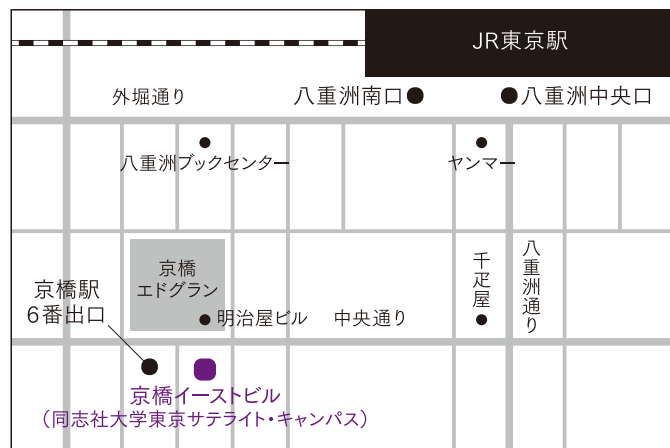 JR東京駅
外堀通り
八重洲南口
八重洲中央口
八重洲ブックセンター
ヤンマー
京橋
エドグラン
千疋屋
八重洲通り
京橋駅
6番出口
明治屋ビル
中央通り
京橋イーストビル
（同志社大学東京サテライト・キャンパス）